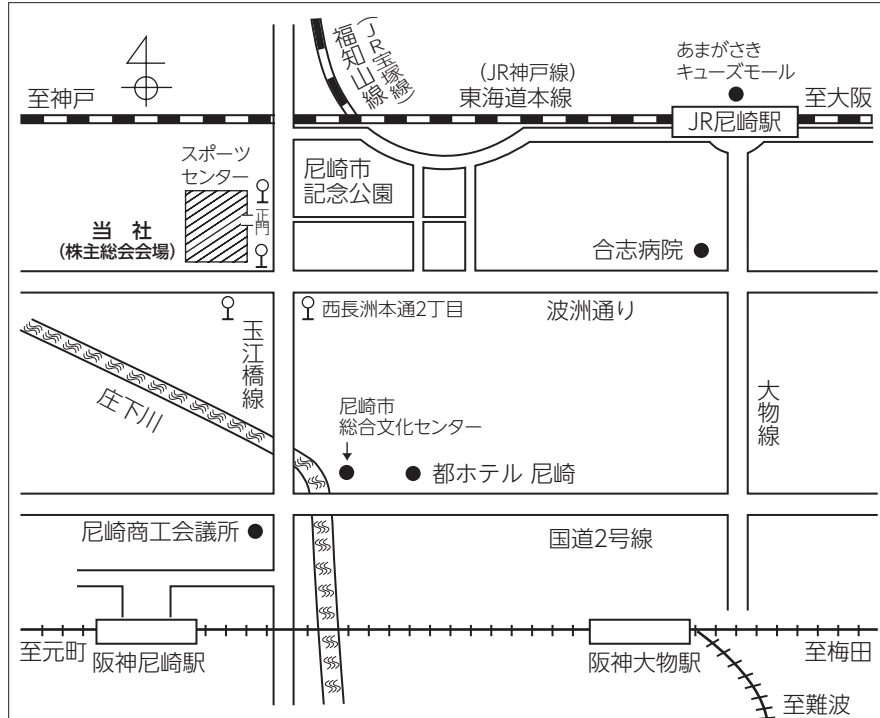 至神戸
福知山線
(JR宝塚線)
(JR神戸線)
東海道本線
あまがさき
キューズモール
至大阪
JR尼崎駅
スポーツ
センター
正門
当 社
(株主総会会場)
尼崎市
記念公園
合志病院
西長洲本通2丁目
波洲通り
玉江橋線
庄下川
大物線
尼崎市
総合文化センター
都ホテル 尼崎
尼崎商工会議所
国道2号線
至元町
阪神尼崎駅
阪神大物駅
至梅田
至難波